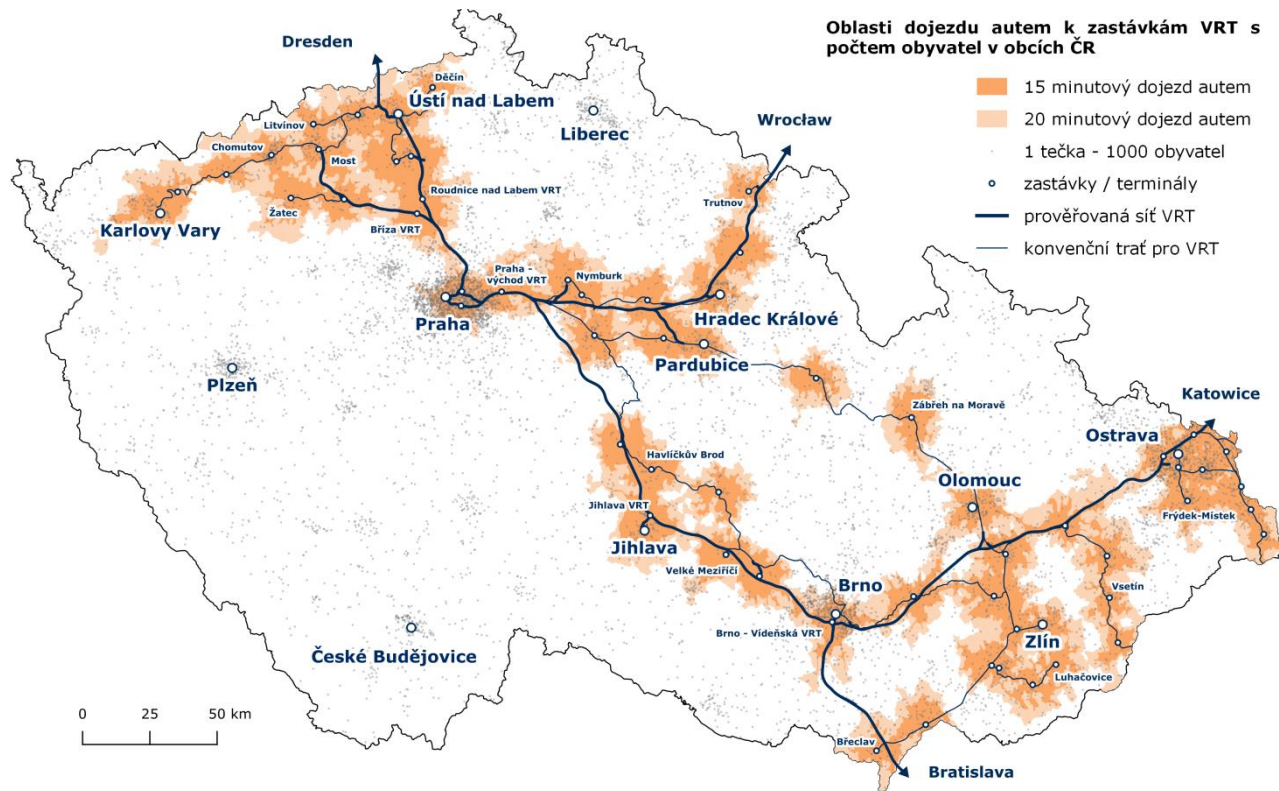 Oblasti dojezdu autem k zastávkám VRT s
počtem obyvatel v obcích ČR
15 minutový dojezd autem
20 minutový dojezd autem
1 tečka - 1000 obyvatel
zastávky / terminály
prověřovaná síť VRT
konvenční trať pro VRT
Dresden
Děčín
Ústí nad Labem
Litvínov
Liberec
Wrocław
Chomutov
Most
Roudnice nad Labem VRT
Trutnov
Žatec
Karlovy Vary
Bříza VRT
Praha -
východ VRT
Nymburk
Praha
Hradec Králové
Pardubice
Plzeň
Katowice
Zábřeh na Moravě
Ostrava
Havlíčkův Brod
Olomouc
Jihlava VRT
Frýdek-Místek
Jihlava
Velké Meziříčí
Brno
Vsetín
Brno - Vídeňská VRT
Zlín
České Budějovice
Luhačovice
0 25 50 km
Břeclav
Bratislava